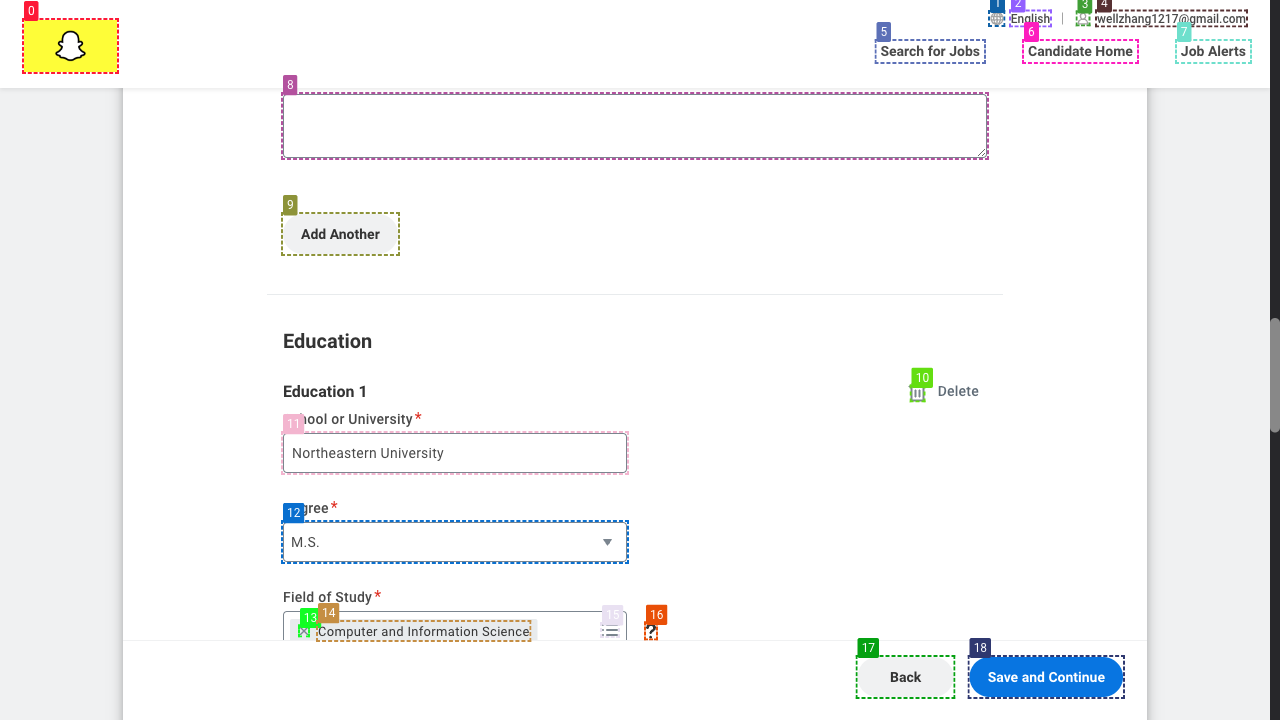 0
1
2
3
4
English
wellzhang1217@gmail.com
5
6
7
Search for Jobs
Candidate Home
Job Alerts
8
9
Add Another
Education
10
Education 1
Delete
11
hool or University*
Northeastern University
12
gree*
M.S.
Field of Study*
13
14
15
16
Computer and Information Science
?
17
18
Back
Save and Continue